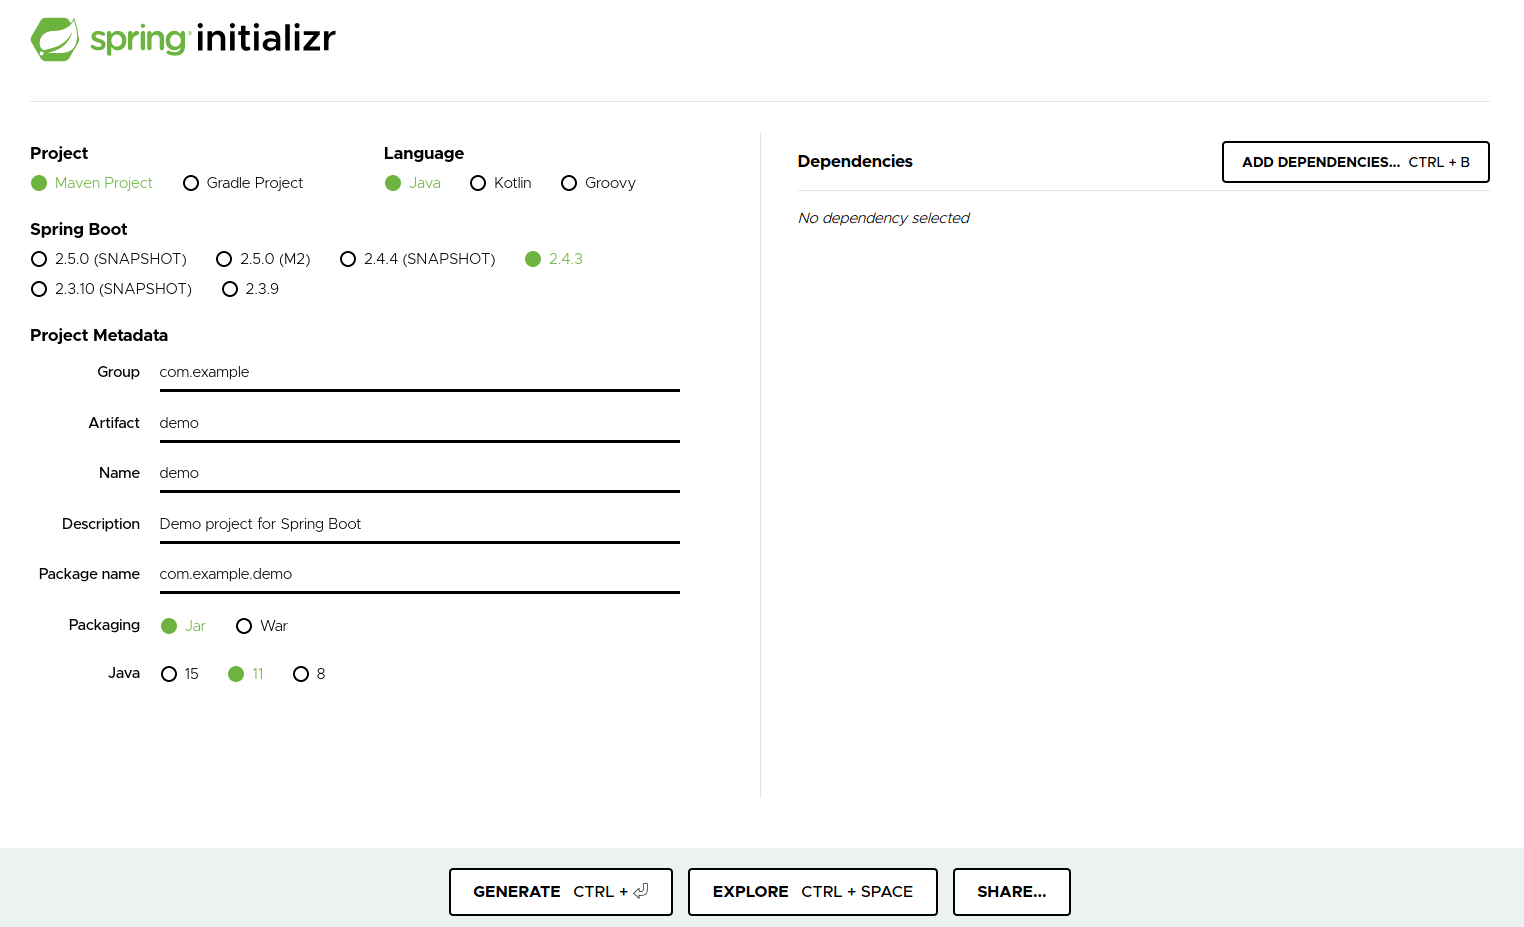 spring initializr
Project
Maven Project Gradle Project
Language
Java Kotlin Groovy
Spring Boot
2.5.0 (SNAPSHOT) 2.5.0 (M2) 2.4.4 (SNAPSHOT) 2.4.3
2.3.10 (SNAPSHOT) 2.3.9
Project Metadata
Group com.example
Artifact demo
Name demo
Description Demo project for Spring Boot
Package name com.example.demo
Packaging Jar War
Java 15 11 8
Dependencies
ADD DEPENDENCIES... CTRL + B
No dependency selected
GENERATE CTRL + ⏎
EXPLORE CTRL + SPACE
SHARE...